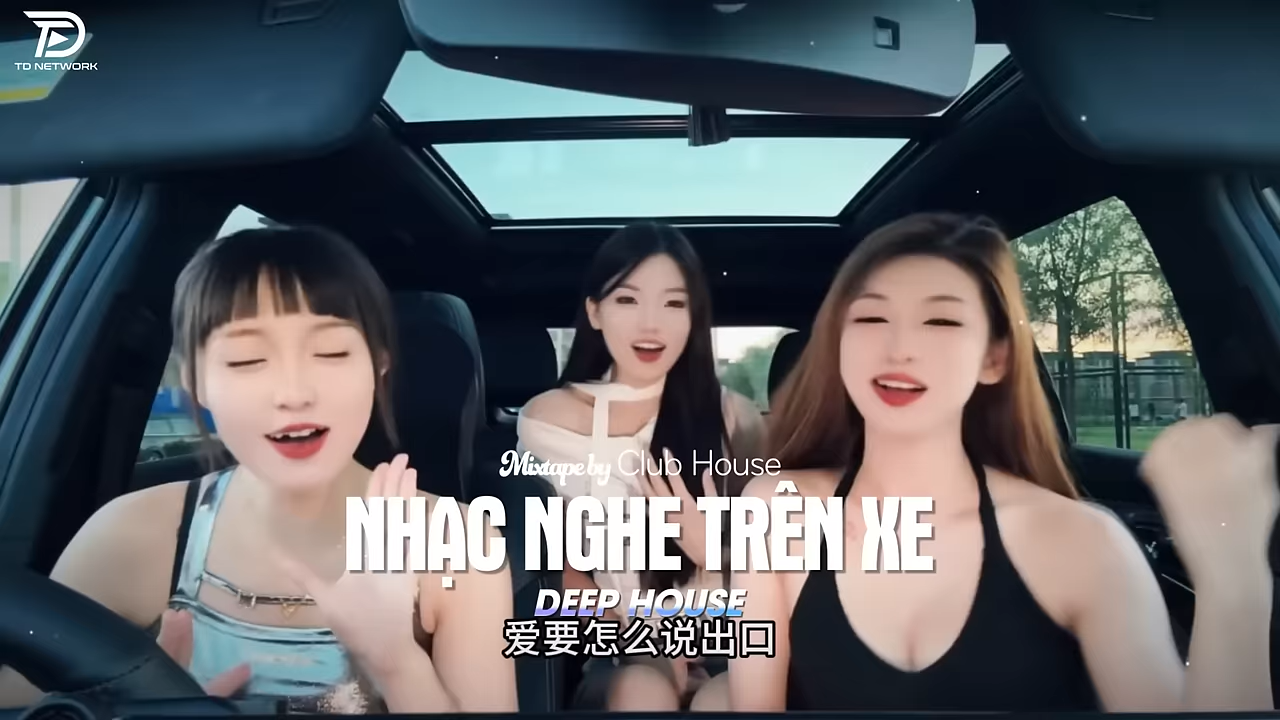 TD NETWORK
Mixtape by Club House
NHẠC NGHE TRÊN XE
DEEP HOUSE
爱要怎么说出口